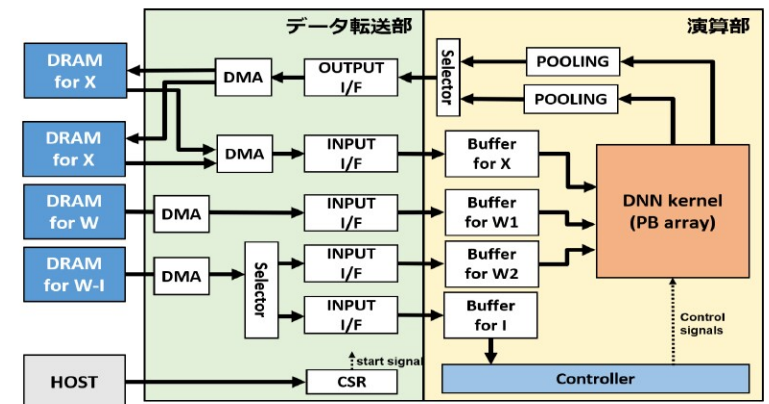 データ転送部
演算部
DRAM
for X
DMA
OUTPUT
I/F
Selector
POOLING
POOLING
DRAM
for X
DMA
INPUT
I/F
Buffer
for X
DNN kernel
(PB array)
DRAM
for W
DMA
INPUT
I/F
Buffer
for W1
DRAM
for W-I
DMA
Selector
INPUT
I/F
Buffer
for W2
INPUT
I/F
Buffer
for I
Control
signals
start signal
HOST
CSR
Controller